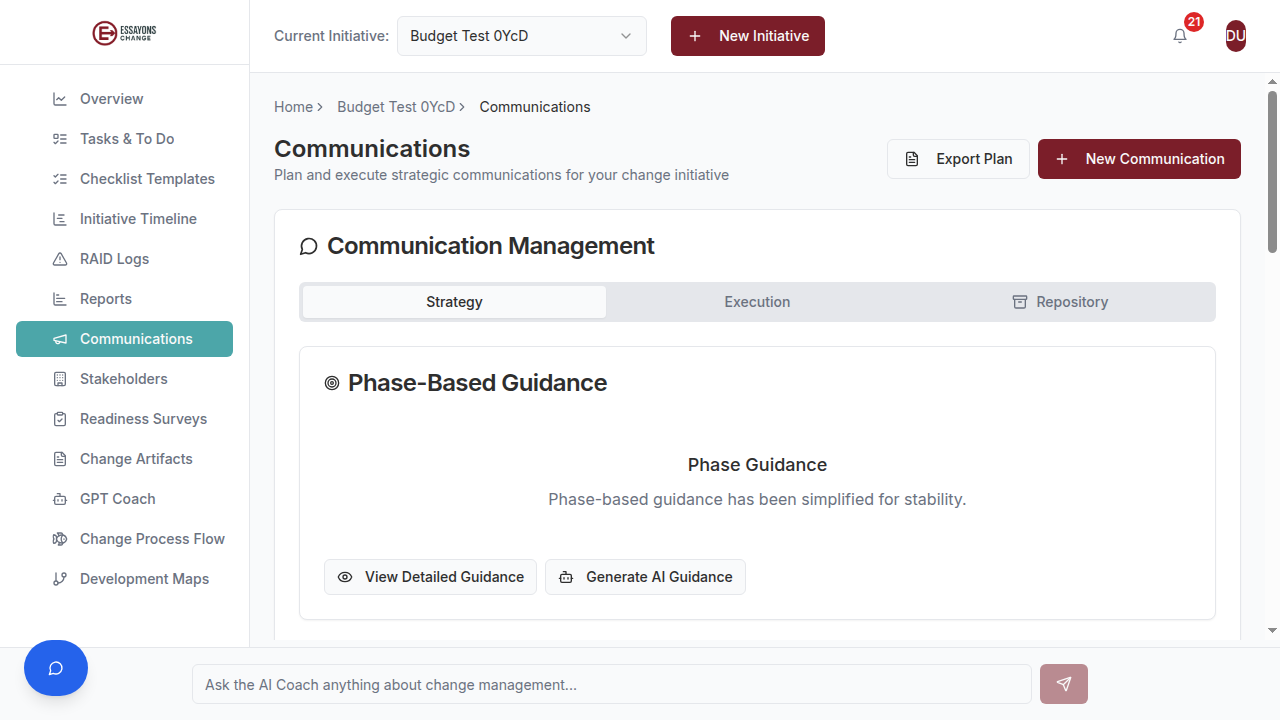 ESSAYONS
CHANGE
Current Initiative:
Budget Test 0YcD
New Initiative
21
DU
Overview
Tasks & To Do
Checklist Templates
Initiative Timeline
RAID Logs
Reports
Communications
Stakeholders
Readiness Surveys
Change Artifacts
GPT Coach
Change Process Flow
Development Maps
Home
Budget Test 0YcD
Communications
Communications
Plan and execute strategic communications for your change initiative
Export Plan
New Communication
Communication Management
Strategy
Execution
Repository
Phase-Based Guidance
Phase Guidance
Phase-based guidance has been simplified for stability.
View Detailed Guidance
Generate AI Guidance
Ask the AI Coach anything about change management...